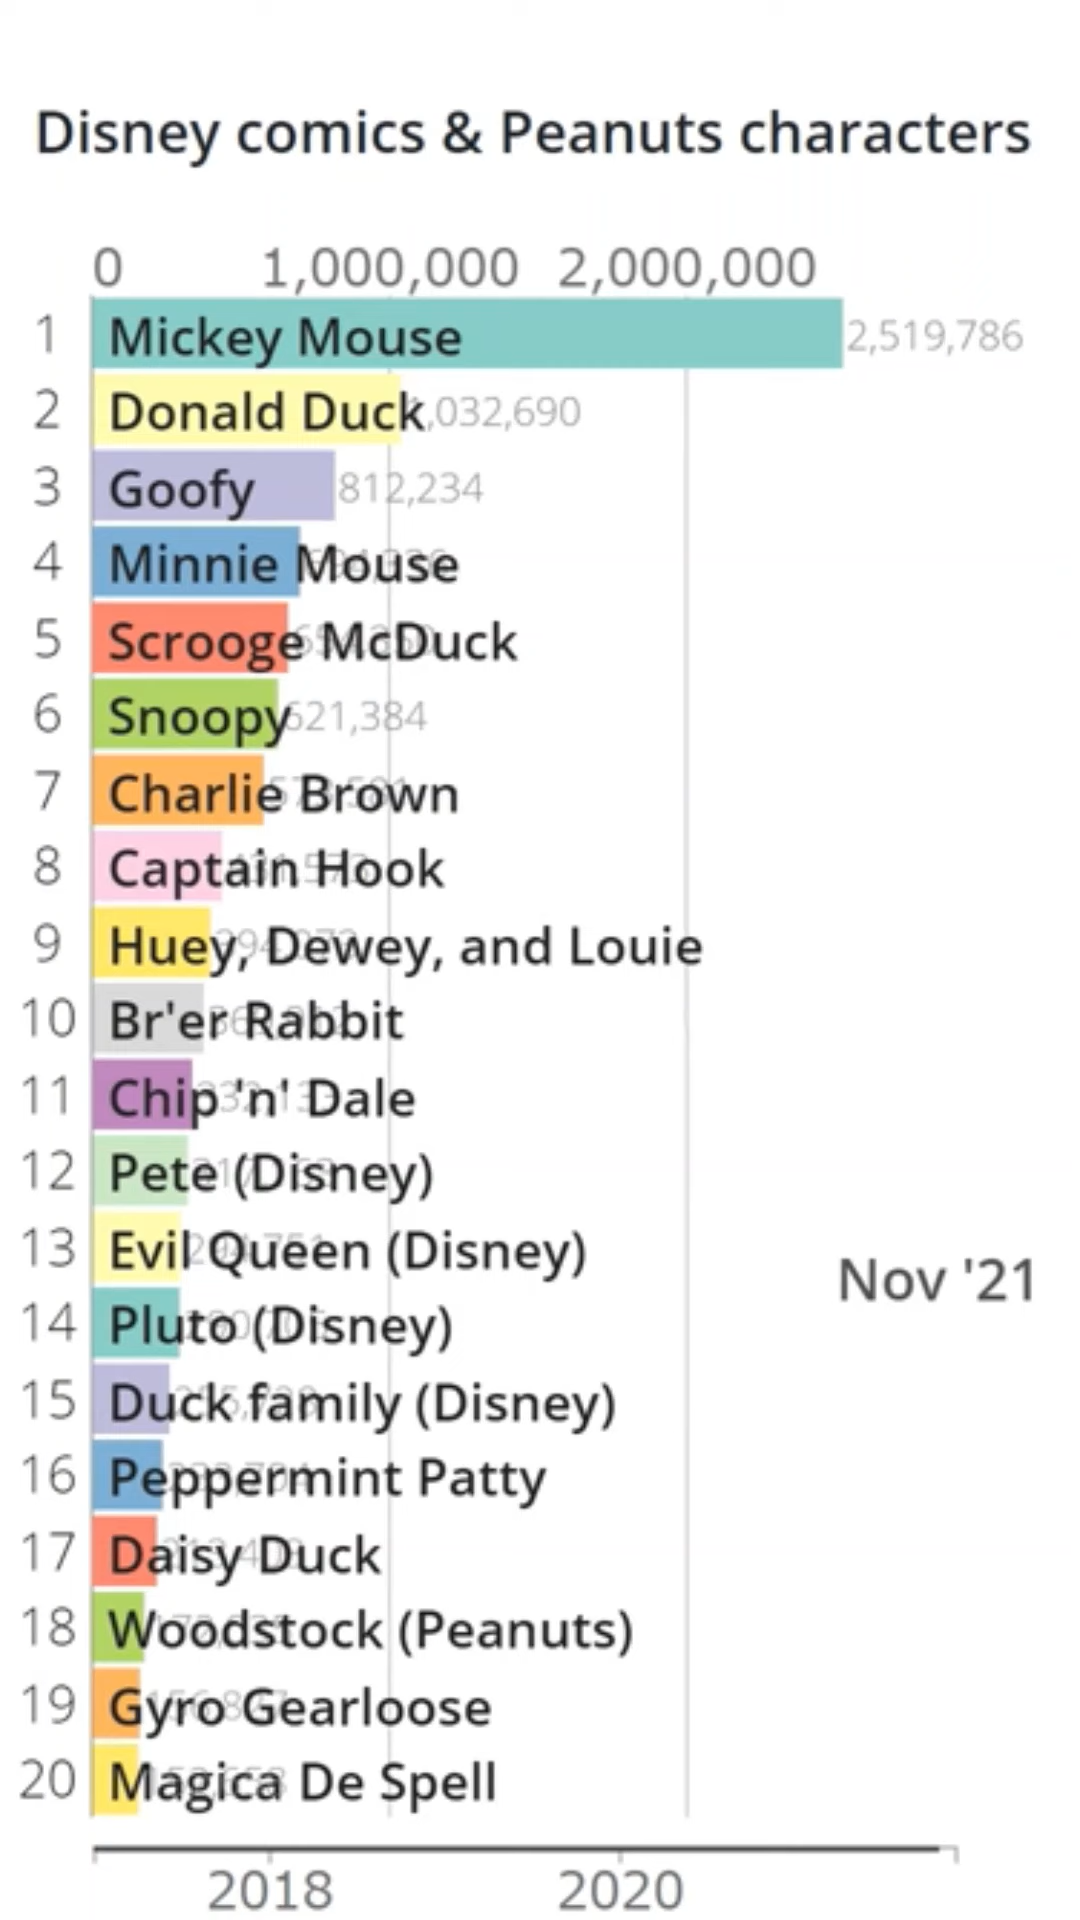 Disney comics & Peanuts characters
0 1,000,000 2,000,000
1 Mickey Mouse 2,519,786
2 Donald Duck 1,032,690
3 Goofy 812,234
4 Minnie Mouse
5 Scrooge McDuck
6 Snoopy 621,384
7 Charlie Brown
8 Captain Hook
9 Huey, Dewey, and Louie
10 Br'er Rabbit
11 Chip 'n' Dale
12 Pete (Disney)
13 Evil Queen (Disney)
Nov '21
14 Pluto (Disney)
15 Duck family (Disney)
16 Peppermint Patty
17 Daisy Duck
18 Woodstock (Peanuts)
19 Gyro Gearloose
20 Magica De Spell
2018 2020